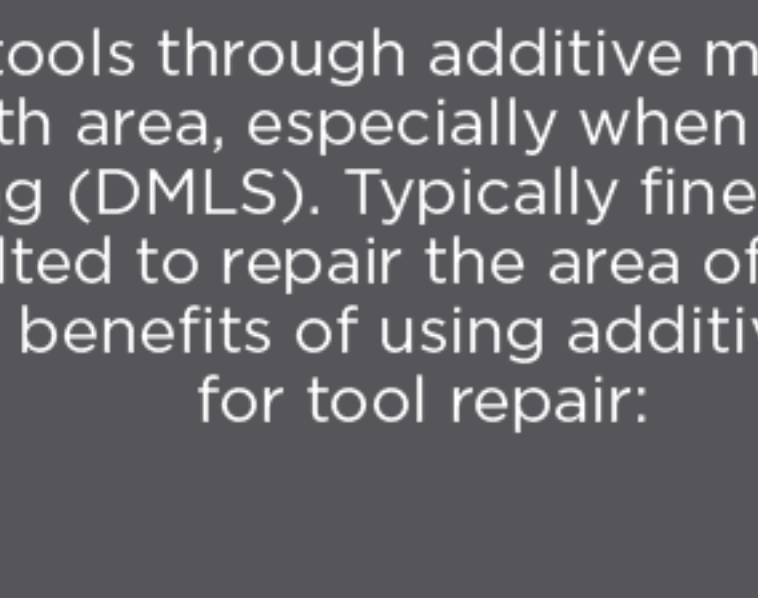 tools through additive m
th area, especially when
g (DMLS). Typically fine
lted to repair the area of
benefits of using additiv
for tool repair: